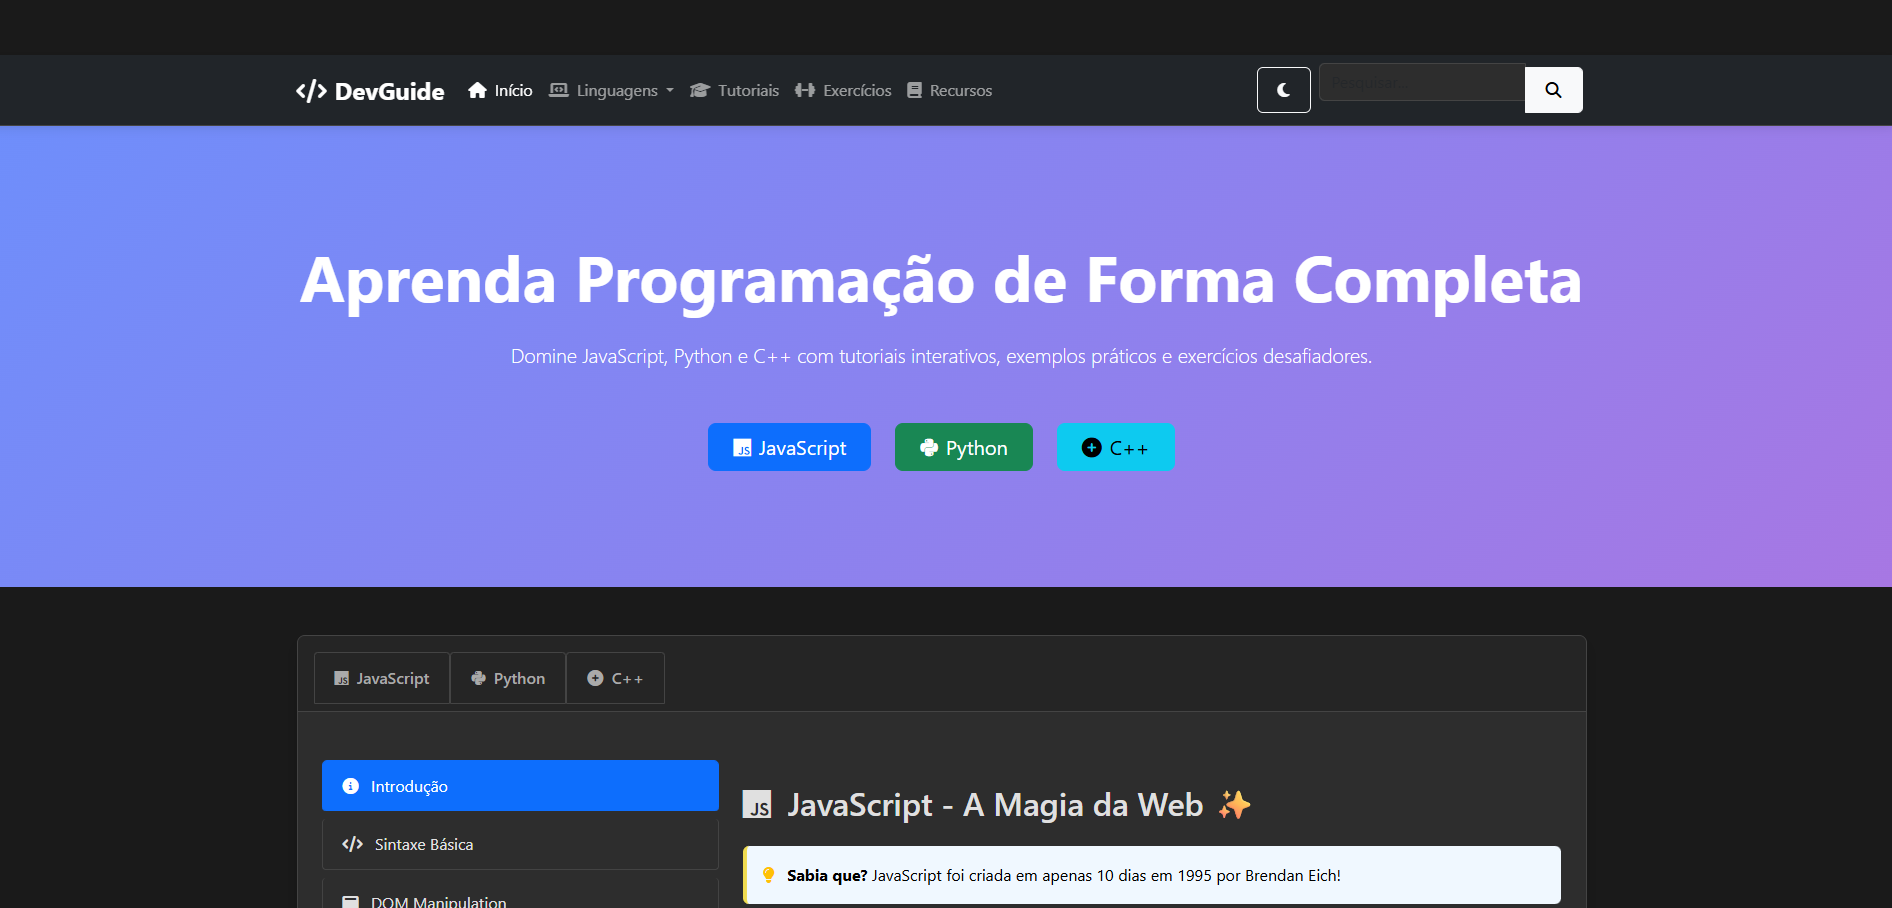 DevGuide Início Linguagens Tutoriais Exercícios Recursos Pesquisar...
Aprenda Programação de Forma Completa
Domine JavaScript, Python e C++ com tutoriais interativos, exemplos práticos e exercícios desafiadores.
JS JavaScript Python C++
JS JavaScript Python C++
Introdução
JS JavaScript - A Magia da Web ✨
Sintaxe Básica
Sabia que? JavaScript foi criada em apenas 10 dias em 1995 por Brendan Eich!
DOM Manipulation